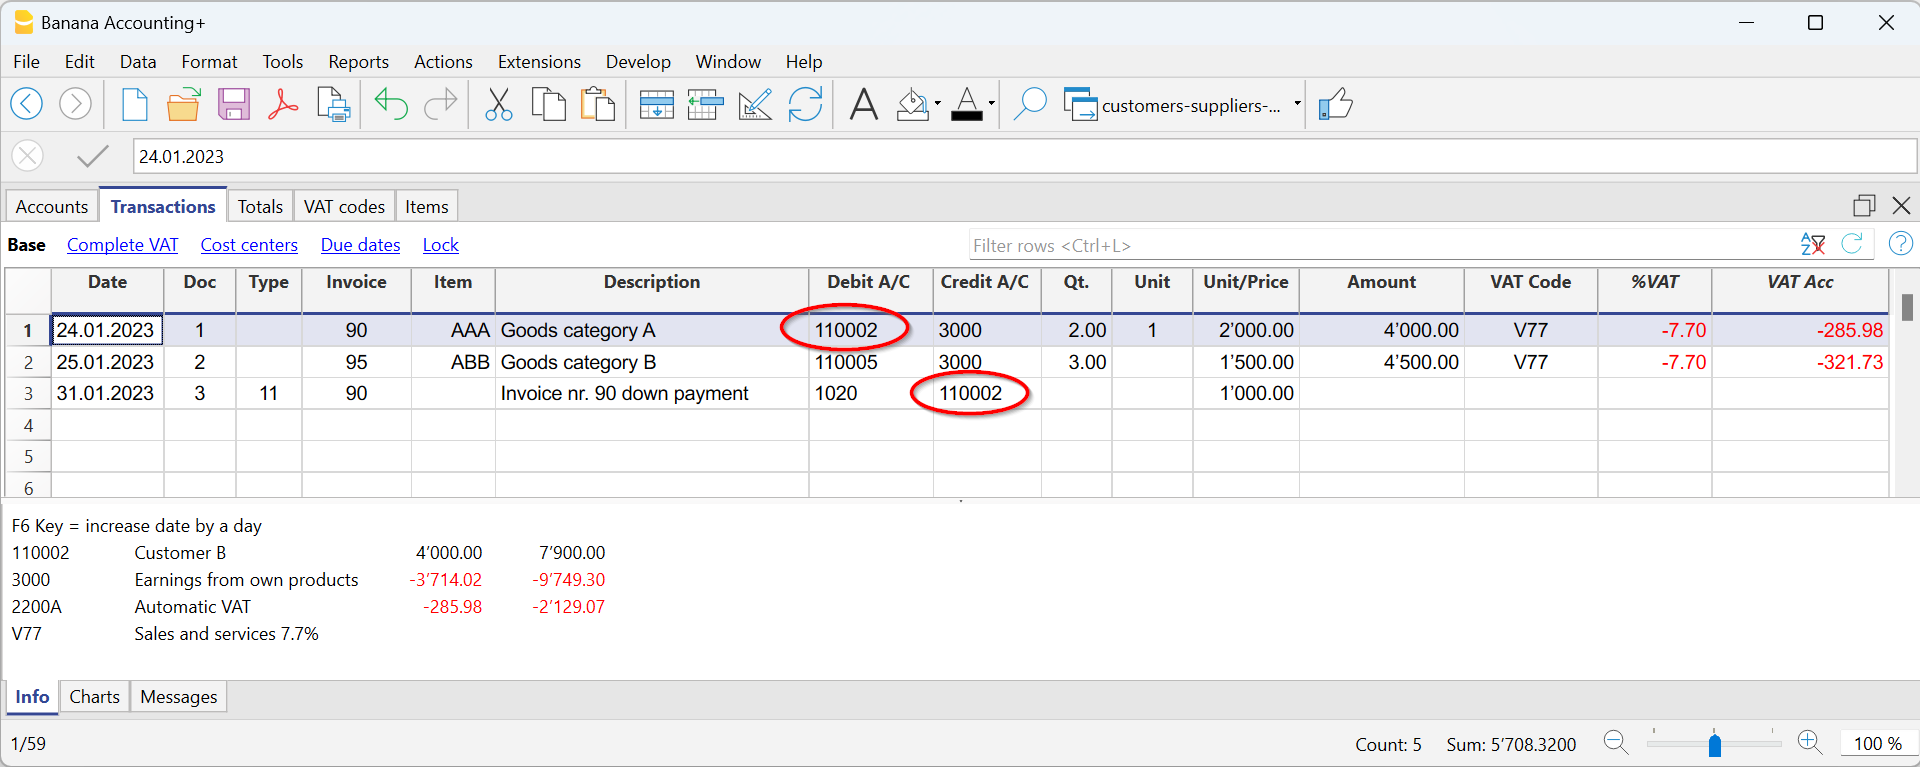 Banana Accounting+
File Edit Data Format Tools Reports Actions Extensions Develop Window Help
customers-suppliers-...
24.01.2023
Accounts Transactions Totals VAT codes Items
Base Complete VAT Cost centers Due dates Lock Filter rows <Ctrl+L>
Date Doc Type Invoice Item Description Debit A/C Credit A/C Qt. Unit Unit/Price Amount VAT Code %VAT VAT Acc
1 24.01.2023 1 90 AAA Goods category A 110002 3000 2.00 1 2’000.00 4’000.00 V77 -7.70 -285.98
2 25.01.2023 2 95 ABB Goods category B 110005 3000 3.00 1’500.00 4’500.00 V77 -7.70 -321.73
3 31.01.2023 3 11 90 Invoice nr. 90 down payment 1020 110002 1’000.00
4
5
6
F6 Key = increase date by a day
110002 Customer B 4’000.00 7’900.00
3000 Earnings from own products -3’714.02 -9’749.30
2200A Automatic VAT -285.98 -2’129.07
V77 Sales and services 7.7%
Info Charts Messages
1/59 Count: 5 Sum: 5’708.3200 100 %